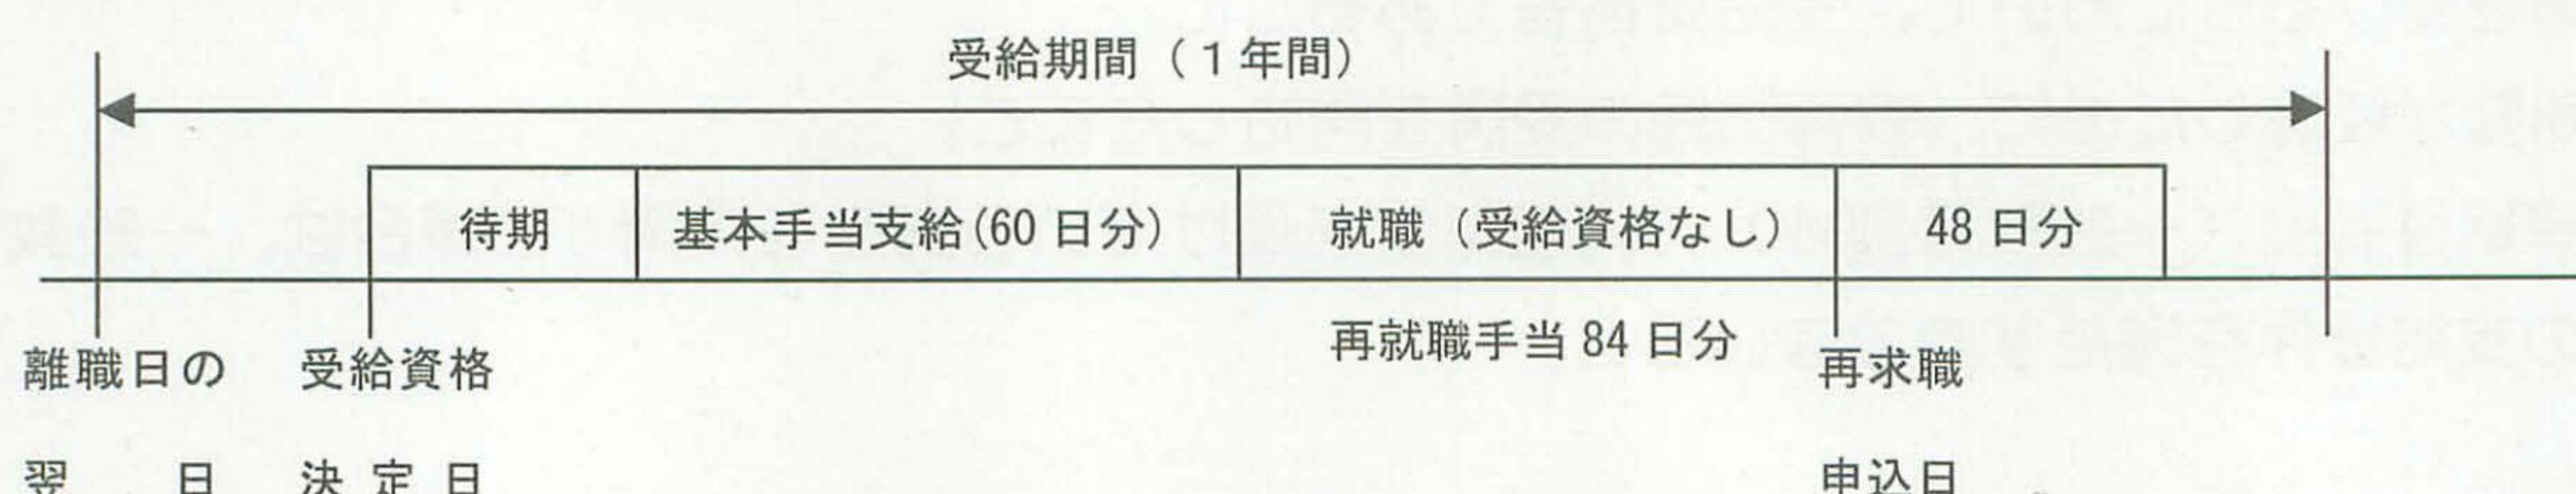 受給期間（１年間）
待期
基本手当支給(60 日分)
就職（受給資格なし）
48 日分
再就職手当 84 日分
離職日の
翌　日
受給資格
決定日
再求職
申込日